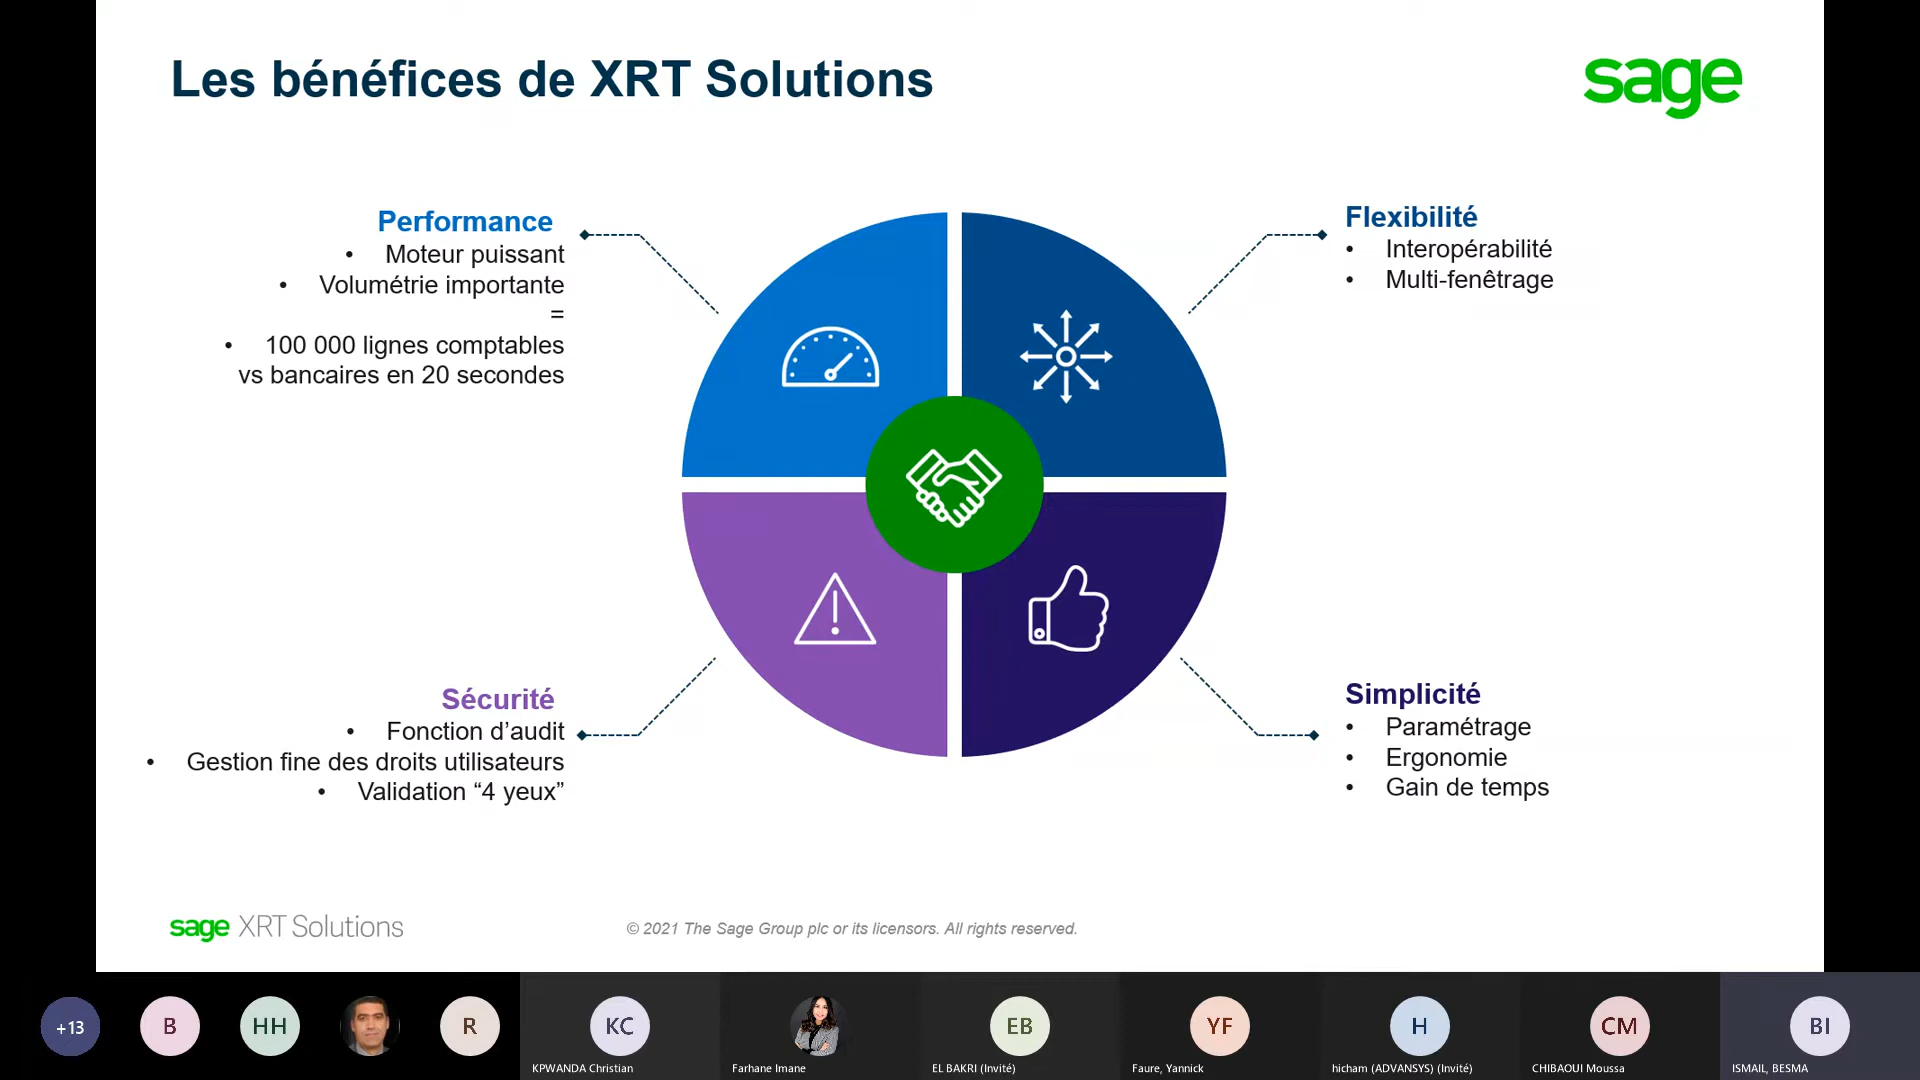 Les bénéfices de XRT Solutions
sage
Performance
• Moteur puissant
• Volumétrie importante
=
• 100 000 lignes comptables
vs bancaires en 20 secondes
Flexibilité
• Interopérabilité
• Multi-fenêtrage
Sécurité
• Fonction d’audit
• Gestion fine des droits utilisateurs
• Validation “4 yeux”
Simplicité
• Paramétrage
• Ergonomie
• Gain de temps
sage XRT Solutions
© 2021 The Sage Group plc or its licensors. All rights reserved.
+13
B
HH
R
KC
EB
YF
H
CM
BI
KPWANDA Christian
Farhane Imane
EL BAKRI (Invité)
Faure, Yannick
hicham (ADVANSYS) (Invité)
CHIBAOUI Moussa
ISMAIL, BESMA